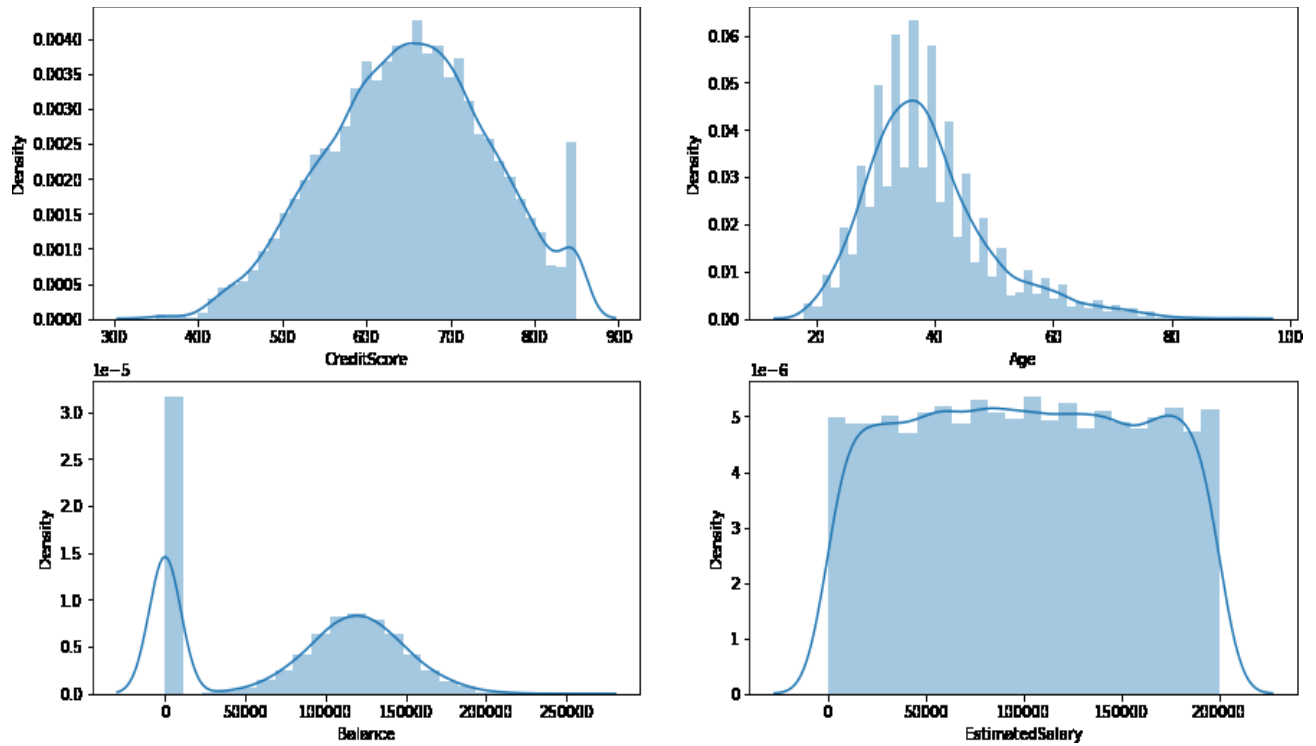 0.0040
0.0035
0.0030
0.0025
0.0020
0.0015
0.0010
0.0005
0.0000
Density
300 400 500 600 700 800 900
CreditScore
0.06
0.05
0.04
0.03
0.02
0.01
0.00
Density
20 40 60 80 100
Age
1e−5
3.0
2.5
2.0
1.5
1.0
0.5
0.0
Density
0 50000 100000 150000 200000 250000
Balance
1e−6
5
4
3
2
1
0
Density
0 50000 100000 150000 200000
EstimatedSalary